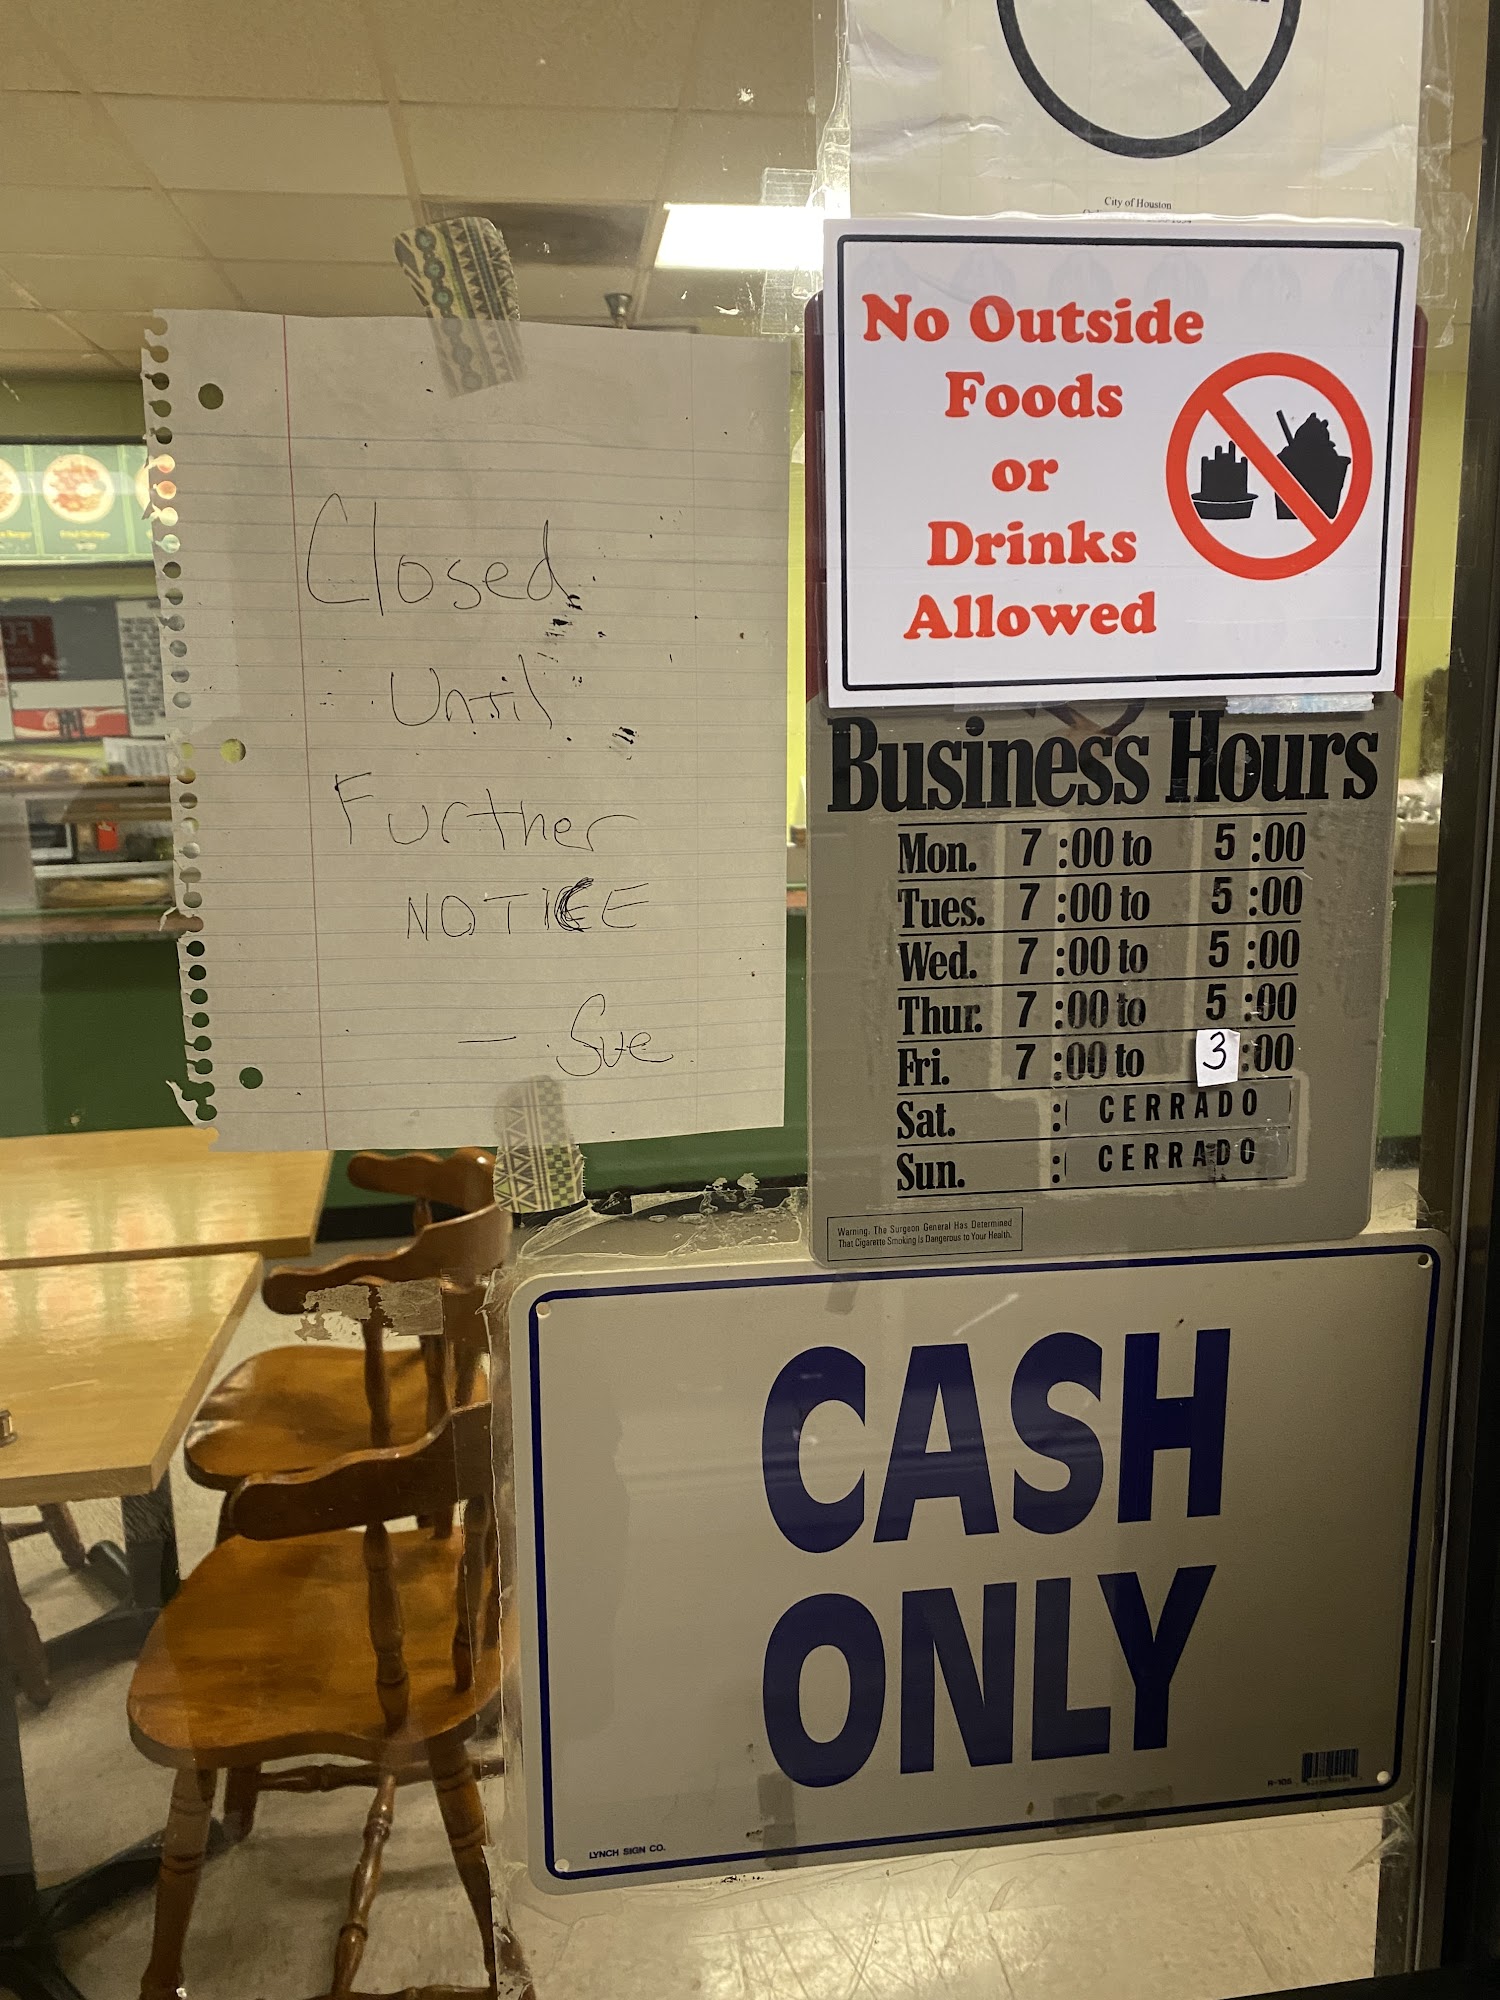 City of Houston
No Outside
Foods
or
Drinks
Allowed
Closed
Until
Further
NOTICE
- Sue
Business Hours
Mon. 7 :00 to 5 :00
Tues. 7 :00 to 5 :00
Wed. 7 :00 to 5 :00
Thur. 7 :00 to 5 :00
Fri. 7 :00 to 3 :00
Sat. : CERRADO
Sun. : CERRADO
Warning: The Surgeon General Has Determined
That Cigarette Smoking Is Dangerous to Your Health.
CASH
ONLY
LYNCH SIGN CO.
R-105